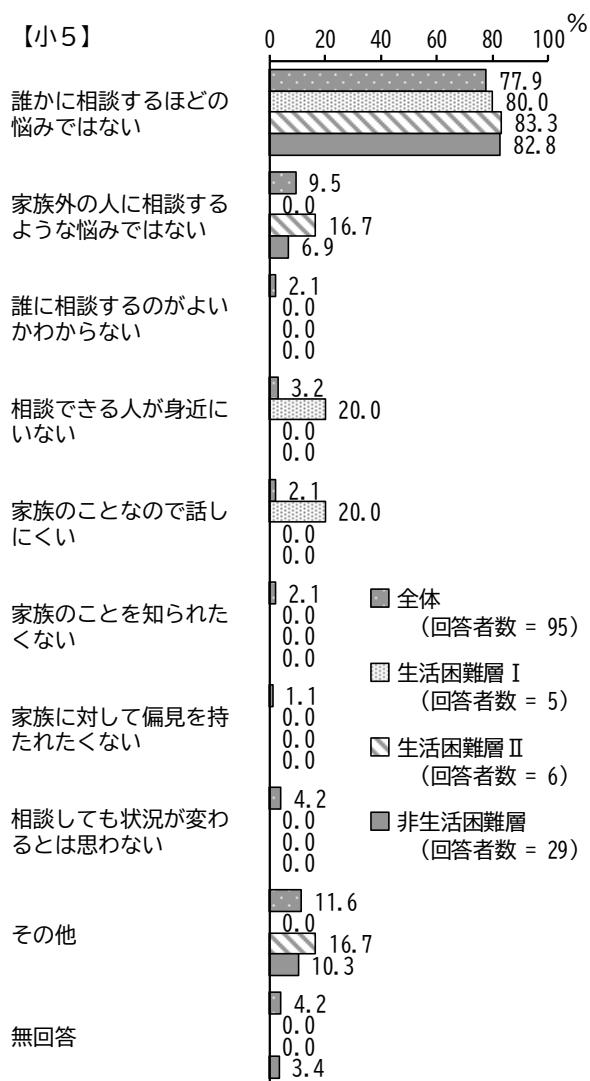 【小５】
0 20 40 60 80 100 %
誰かに相談するほどの
悩みではない
77.9
80.0
83.3
82.8
家族外の人に相談する
ような悩みではない
9.5
0.0
16.7
6.9
誰に相談するのがよい
かわからない
2.1
0.0
0.0
0.0
相談できる人が身近に
いない
3.2
20.0
0.0
0.0
家族のことなので話し
にくい
2.1
20.0
0.0
0.0
家族のことを知られた
くない
2.1
0.0
0.0
0.0
家族に対して偏見を持
たれたくない
1.1
0.0
0.0
0.0
相談しても状況が変わ
るとは思わない
4.2
0.0
0.0
0.0
その他
11.6
0.0
16.7
10.3
無回答
4.2
0.0
0.0
3.4
全体
（回答者数 = 95）
生活困難層Ⅰ
（回答者数 = 5）
生活困難層Ⅱ
（回答者数 = 6）
非生活困難層
（回答者数 = 29）